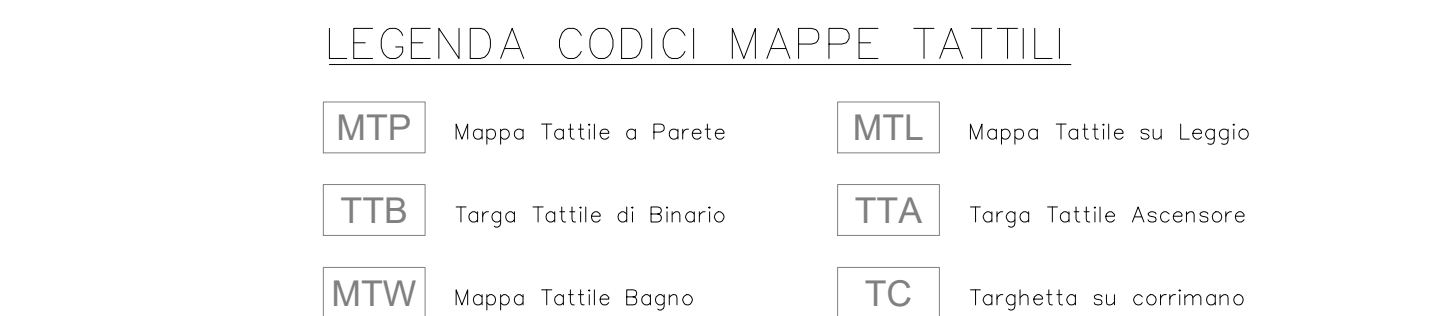 LEGENDA CODICI MAPPE TATTILI
MTP Mappa Tattile a Parete MTL Mappa Tattile su Leggio
TTB Targa Tattile di Binario TTA Targa Tattile Ascensore
MTW Mappa Tattile Bagno TC Targhetta su corrimano